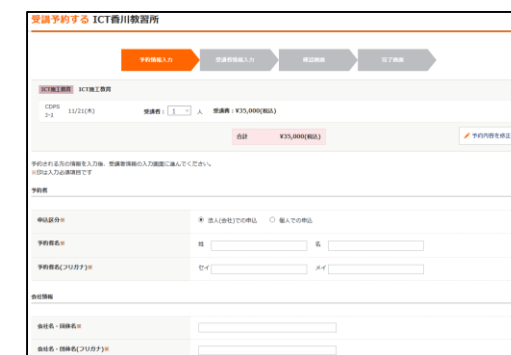 受講予約する ICT香川教習所
予約情報入力 受講者情報入力 確認画面 完了画面
ICT施工教育 ICT施工教育
CDPS 11/21(木) 受講者： 1 人 受講料：¥35,000(税込)
2-1
合計 ¥35,000(税込) 予約内容を修正
予約される方の情報を入力後、受講者情報の入力画面に進んでください。
※印は入力必須項目です
予約者
申込区分※ 法人(会社)での申込 個人での申込
予約者名※ 姓 名
予約者名(フリガナ)※ セイ メイ
会社情報
会社名・団体名※
会社名・団体名(フリガナ)※